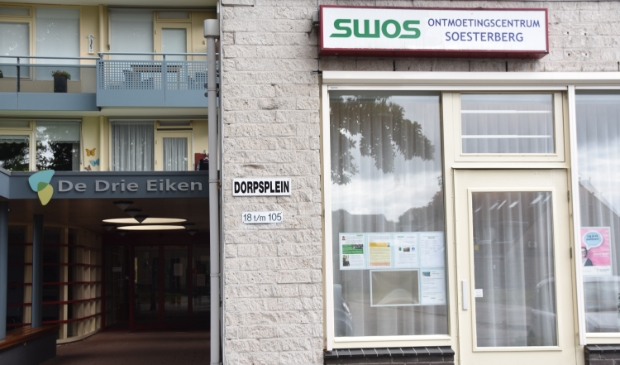 SWOS
ONTMOETINGSCENTRUM
SOESTERBERG
De Drie Eiken
DORPSPLEIN
18 t/m 105